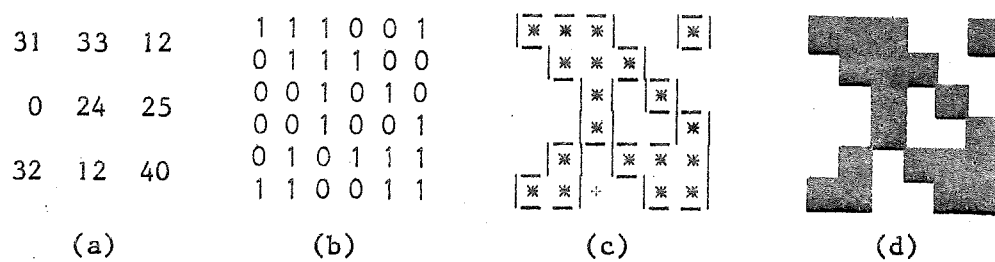 31 33 12
0 24 25
32 12 40
(a)
1 1 1 0 0 1
0 1 1 1 0 0
0 0 1 0 1 0
0 0 1 0 0 1
0 1 0 1 1 1
1 1 0 0 1 1
(b)
(c)
(d)